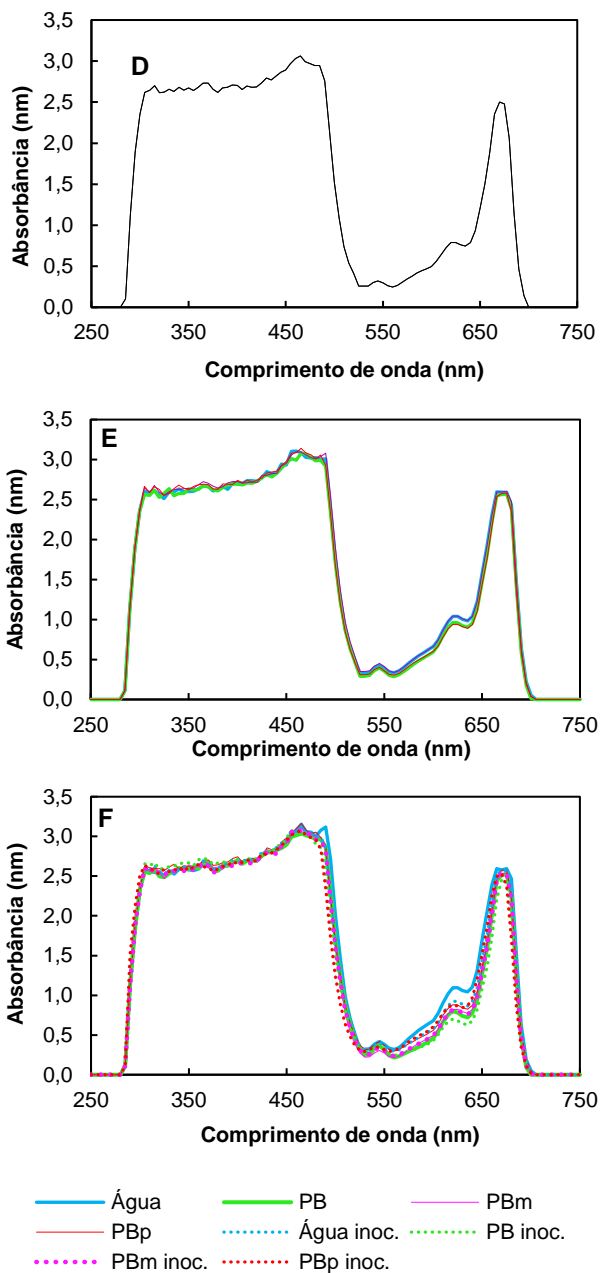 3,5
3,0
2,5
2,0
1,5
1,0
0,5
0,0
Absorbância (nm)
D
250 350 450 550 650 750
Comprimento de onda (nm)
3,5
3,0
2,5
2,0
1,5
1,0
0,5
0,0
Absorbância (nm)
E
250 350 450 550 650 750
Comprimento de onda (nm)
3,5
3,0
2,5
2,0
1,5
1,0
0,5
0,0
Absorbância (nm)
F
250 350 450 550 650 750
Comprimento de onda (nm)
Água PB PBm
PBp Água inoc. PB inoc.
PBm inoc. PBp inoc.